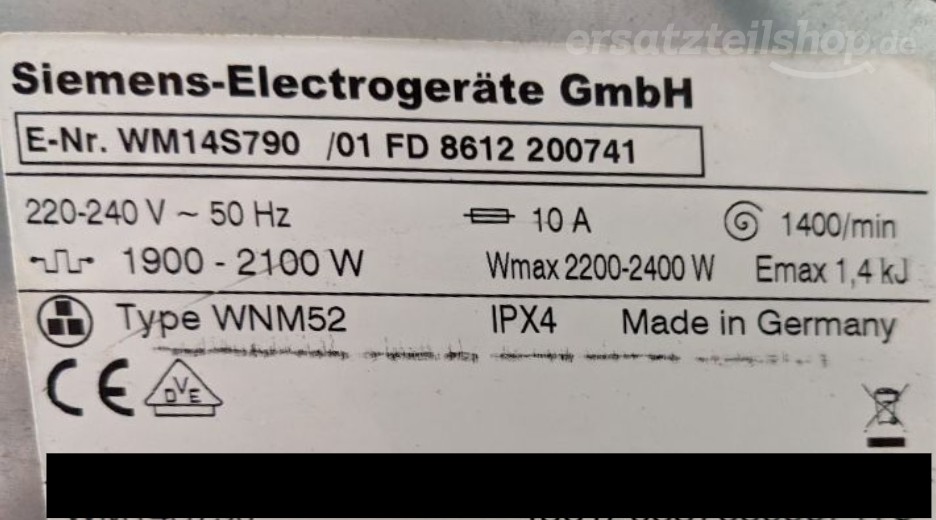 ersatzteilshop.de
Siemens-Electrogeräte GmbH
E-Nr. WM14S790 /01 FD 8612 200741
220-240 V ~ 50 Hz 10 A 1400/min
1900 - 2100 W Wmax 2200-2400 W Emax 1,4 kJ
Type WNM52 IPX4 Made in Germany
CE DVE